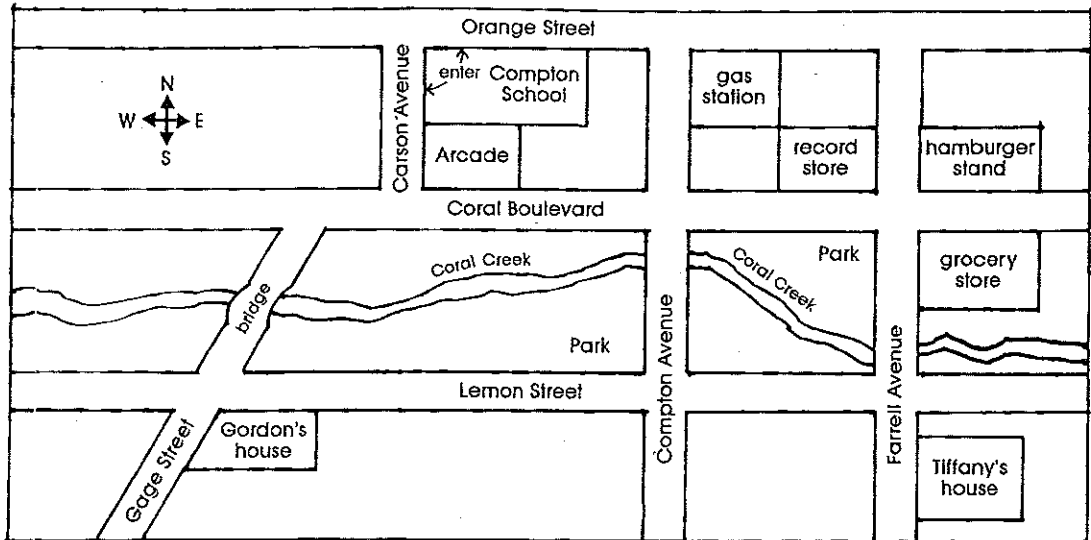 Orange Street
enter
Compton
School
gas
station
N
W
E
S
Carson Avenue
Arcade
record
store
hamburger
stand
Coral Boulevard
Coral Creek
bridge
Park
Coral Creek
Park
grocery
store
Lemon Street
Compton Avenue
Farrell Avenue
Gage Street
Gordon's
house
Tiffany's
house